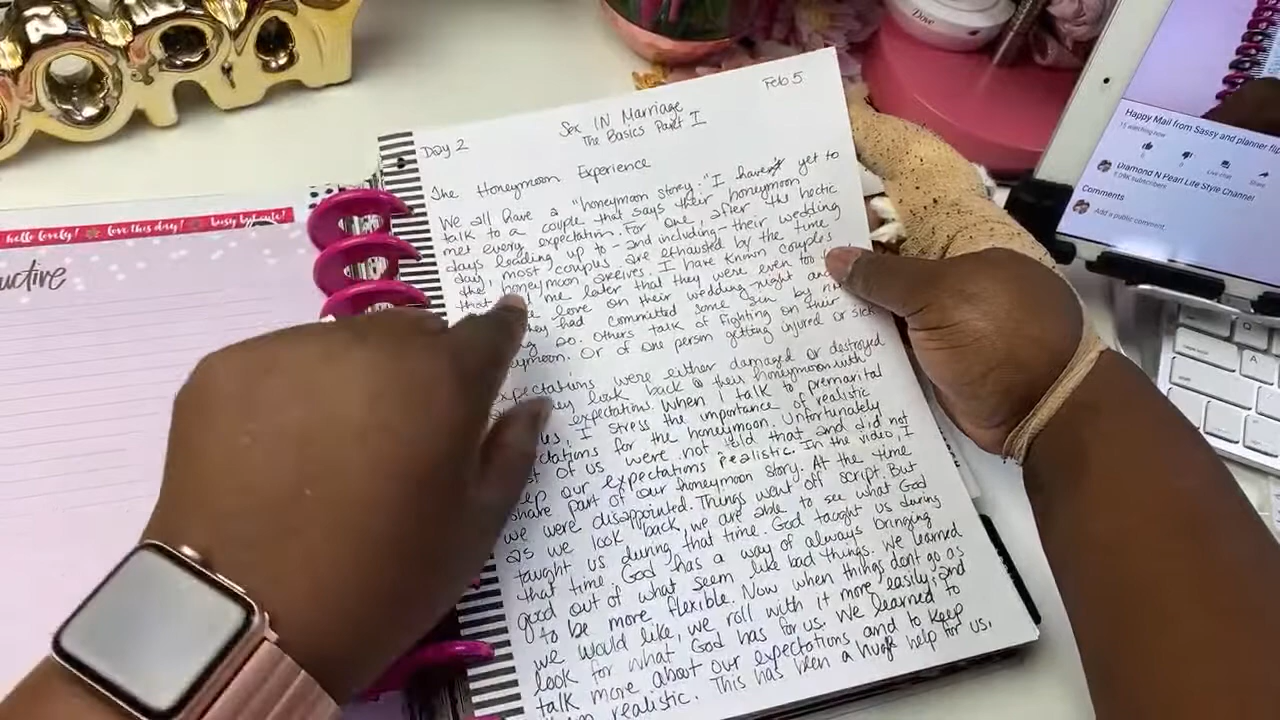 Feb 5
Day 2
Sex IN Marriage
The Basics Part I
The Honeymoon Experience
We all have a "honeymoon story." I haven't yet to
talk to a couple that says their honeymoon
met every expectation. For one, after the hectic
days leading up to - and including - their wedding
day, most couples are exhausted by the time
the honeymoon arrives. I have known couples
that me later that they were even to
love on their wedding night and
they had committed some sin by
so. Others talk of fighting on their
Or of one person getting injured or sick
expectations were either damaged or destroyed
they look back @ their honeymoon with
expectations. When I talk to premarital
I stress the importance of realistic
for the honeymoon. Unfortunately
of us were not told that and did not
our expectations realistic. In the video, I
share part of our honeymoon story. At the time
we were disappointed. Things went off script. But
as we look back, we are able to see what God
taught us during that time. God taught us during
that time. God has a way of always bringing
good out of what seem like bad things. We learned
to be more flexible. Now when things don't go as
we would like, we roll with it more easily, and
look for what God has for us. We learned to
talk more about our expectations, and to keep
realistic. This has been a huge help for us.
hello lovely! love this day! busy by cute!
uctive
Dove
Happy Mail from Sassy and planner flip
watching now
Live chat
Share
Diamond N Pearl Life Style Channel
subscribers
Comments
Add a public comment